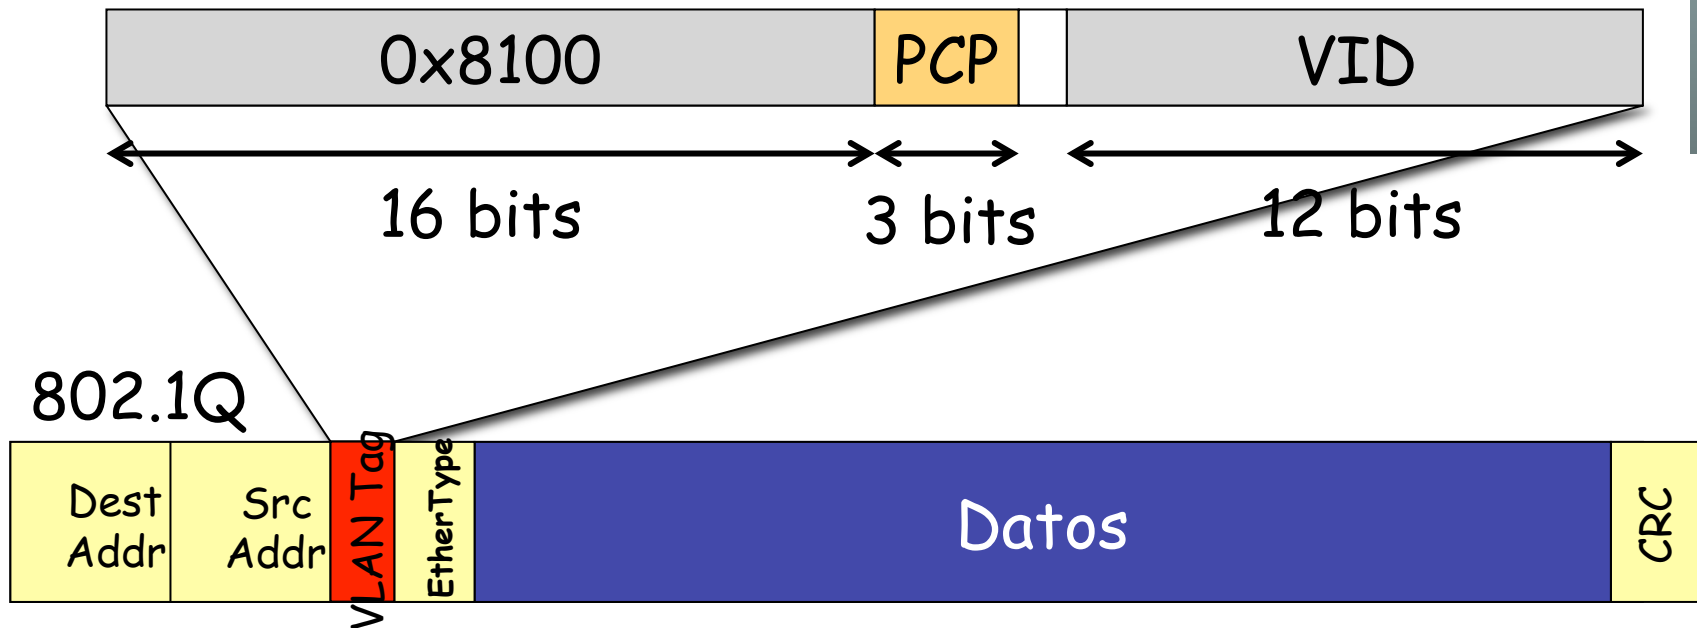 0x8100
PCP
VID
16 bits
3 bits
12 bits
802.1Q
Dest
Addr
Src
Addr
VLAN Tag
EtherType
Datos
CRC